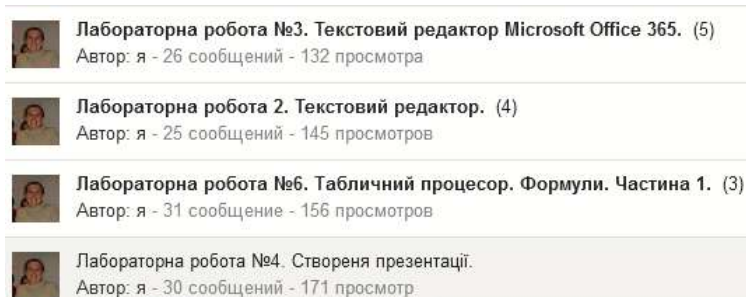 Лабораторна робота №3. Текстовий редактор Microsoft Office 365. (5)
Автор: я - 26 сообщений - 132 просмотра
Лабораторна робота 2. Текстовий редактор. (4)
Автор: я - 25 сообщений - 145 просмотров
Лабораторна робота №6. Табличний процесор. Формули. Частина 1. (3)
Автор: я - 31 сообщение - 156 просмотров
Лабораторна робота №4. Створеня презентації.
Автор: я - 30 сообщений - 171 просмотр